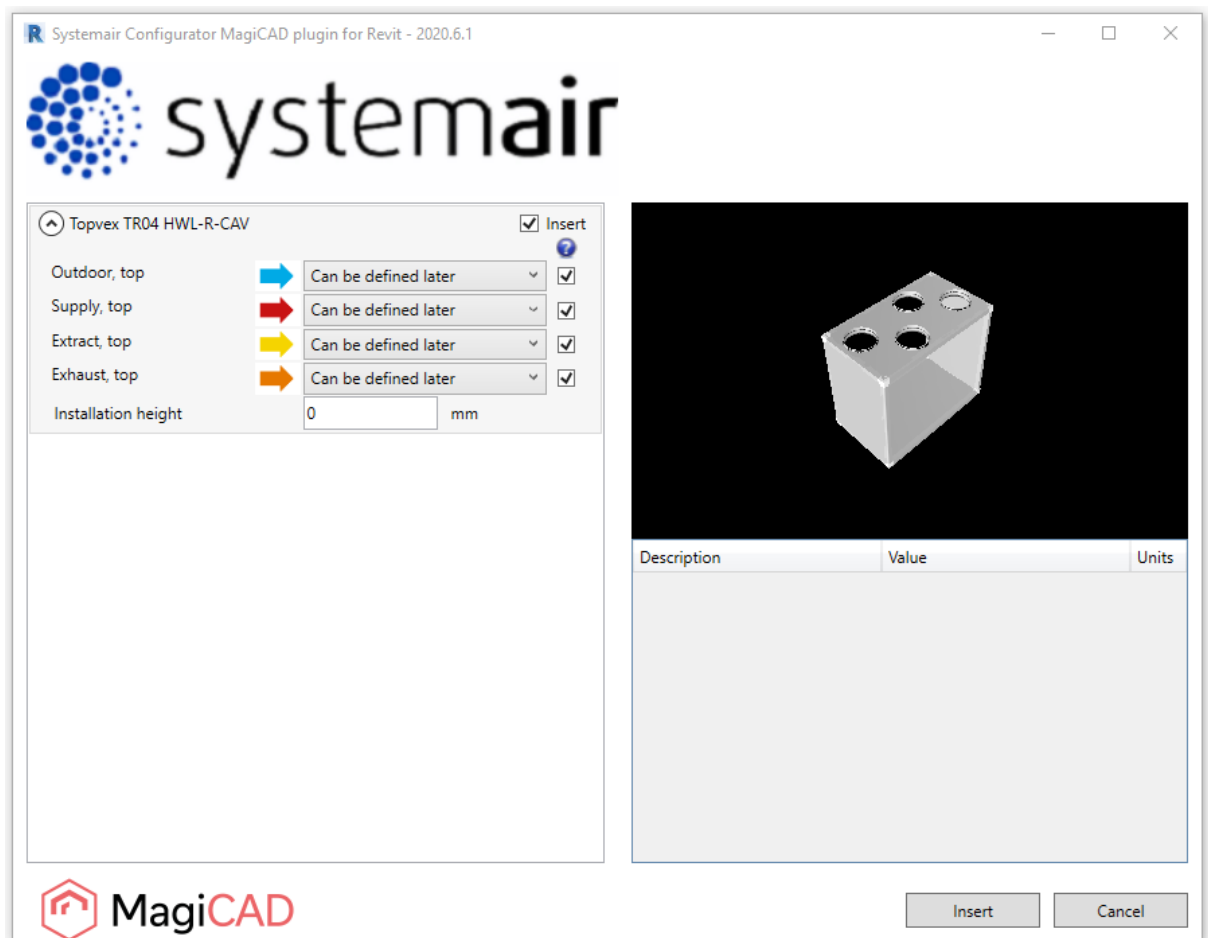 Systemair Configurator MagiCAD plugin for Revit - 2020.6.1
systemair
Topvex TR04 HWL-R-CAV Insert
Outdoor, top Can be defined later
Supply, top Can be defined later
Extract, top Can be defined later
Exhaust, top Can be defined later
Installation height 0 mm
Description Value Units
MagiCAD
Insert Cancel